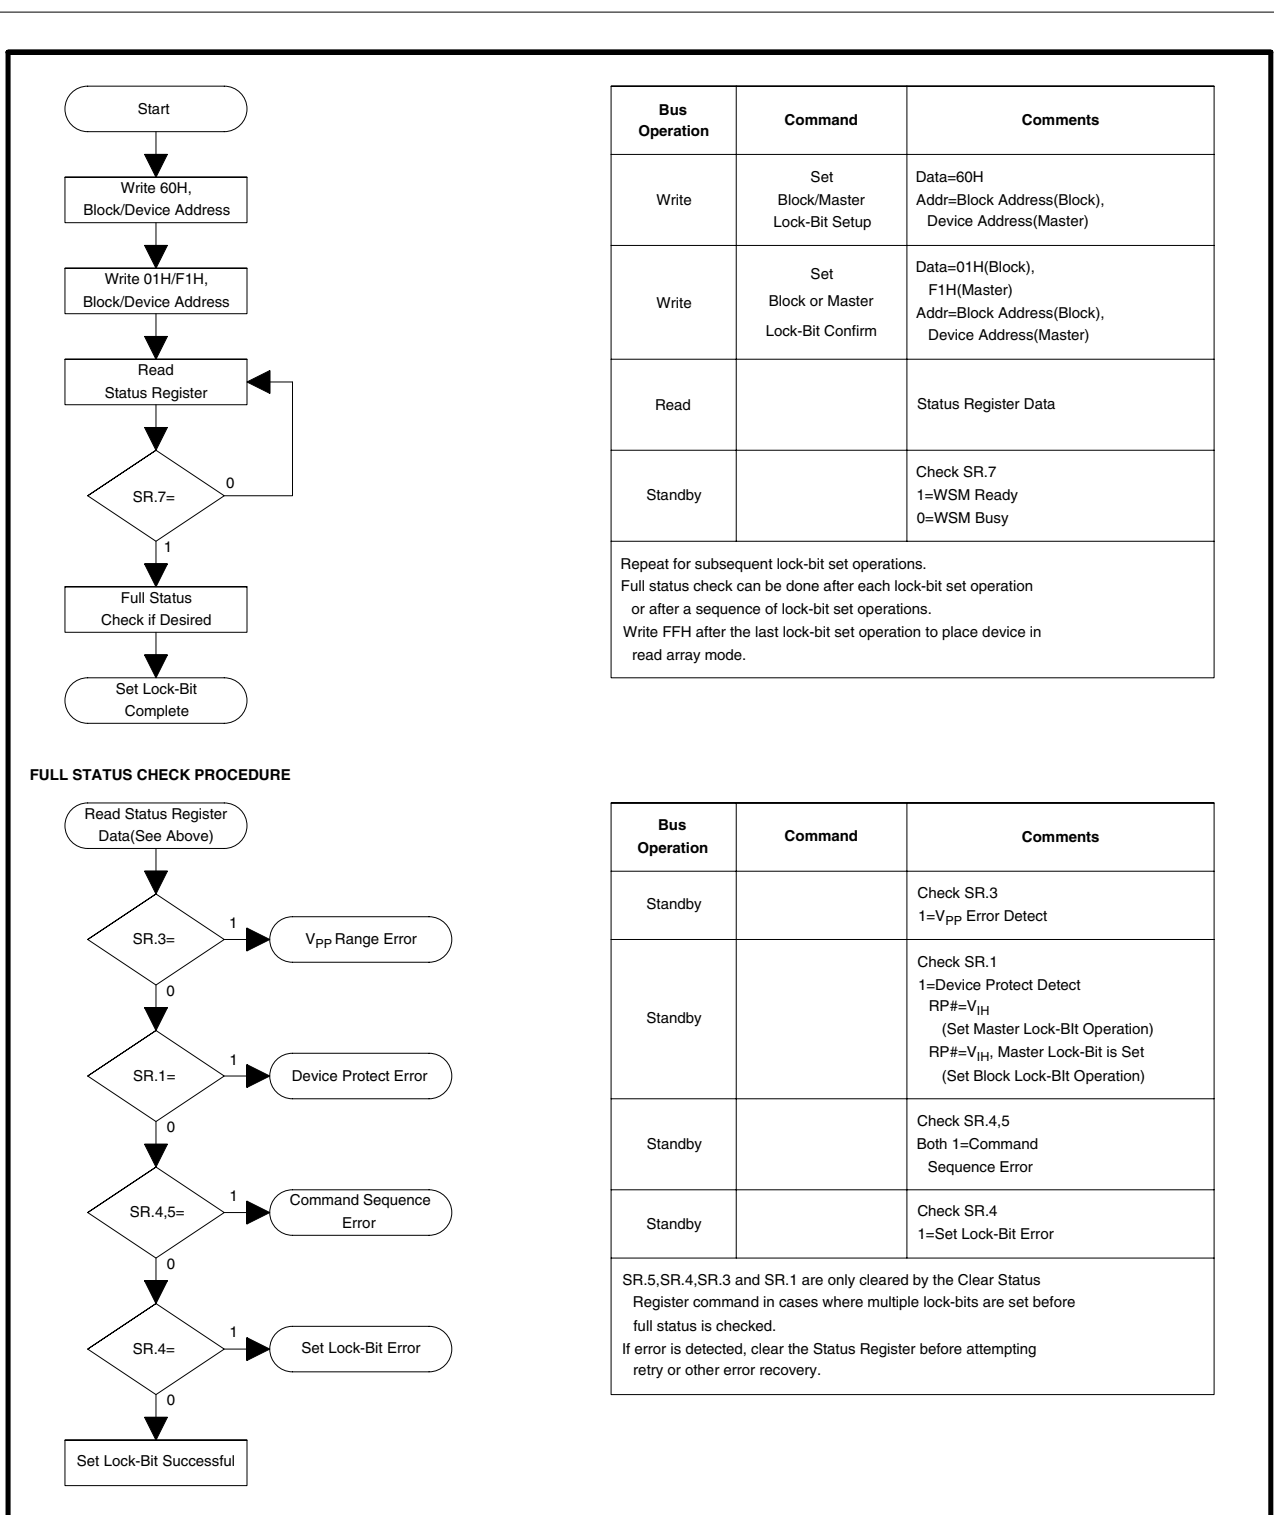 Start
Write 60H,
Block/Device Address
Write 01H/F1H,
Block/Device Address
Read
Status Register
SR.7=
0
1
Full Status
Check if Desired
Set Lock-Bit
Complete
Bus
Operation
Command
Comments
Write
Set
Block/Master
Lock-Bit Setup
Data=60H
Addr=Block Address(Block),
Device Address(Master)
Write
Set
Block or Master
Lock-Bit Confirm
Data=01H(Block),
F1H(Master)
Addr=Block Address(Block),
Device Address(Master)
Read
Status Register Data
Standby
Check SR.7
1=WSM Ready
0=WSM Busy
Repeat for subsequent lock-bit set operations.
Full status check can be done after each lock-bit set operation
or after a sequence of lock-bit set operations.
Write FFH after the last lock-bit set operation to place device in
read array mode.
FULL STATUS CHECK PROCEDURE
Read Status Register
Data(See Above)
SR.3=
1
VPP Range Error
0
SR.1=
1
Device Protect Error
0
SR.4,5=
1
Command Sequence
Error
0
SR.4=
1
Set Lock-Bit Error
0
Set Lock-Bit Successful
Bus
Operation
Command
Comments
Standby
Check SR.3
1=VPP Error Detect
Standby
Check SR.1
1=Device Protect Detect
RP#=VIH
(Set Master Lock-BIt Operation)
RP#=VIH, Master Lock-Bit is Set
(Set Block Lock-BIt Operation)
Standby
Check SR.4,5
Both 1=Command
Sequence Error
Standby
Check SR.4
1=Set Lock-Bit Error
SR.5,SR.4,SR.3 and SR.1 are only cleared by the Clear Status
Register command in cases where multiple lock-bits are set before
full status is checked.
If error is detected, clear the Status Register before attempting
retry or other error recovery.